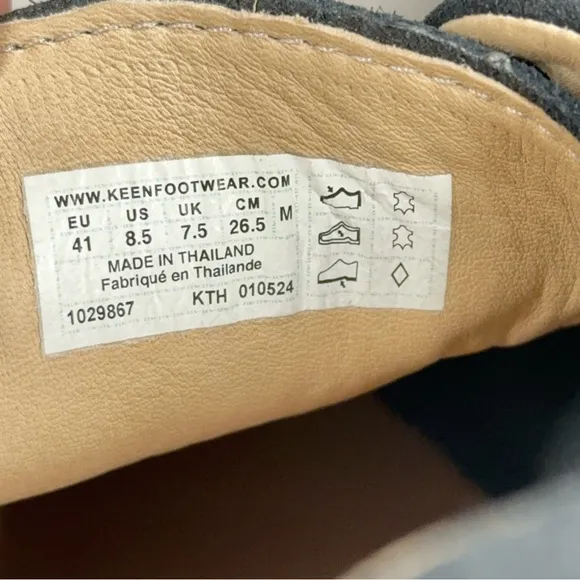 WWW.KEENFOOTWEAR.COM
EU US UK CM M
41 8.5 7.5 26.5
MADE IN THAILAND
Fabriqué en Thailande
1029867 KTH 010524